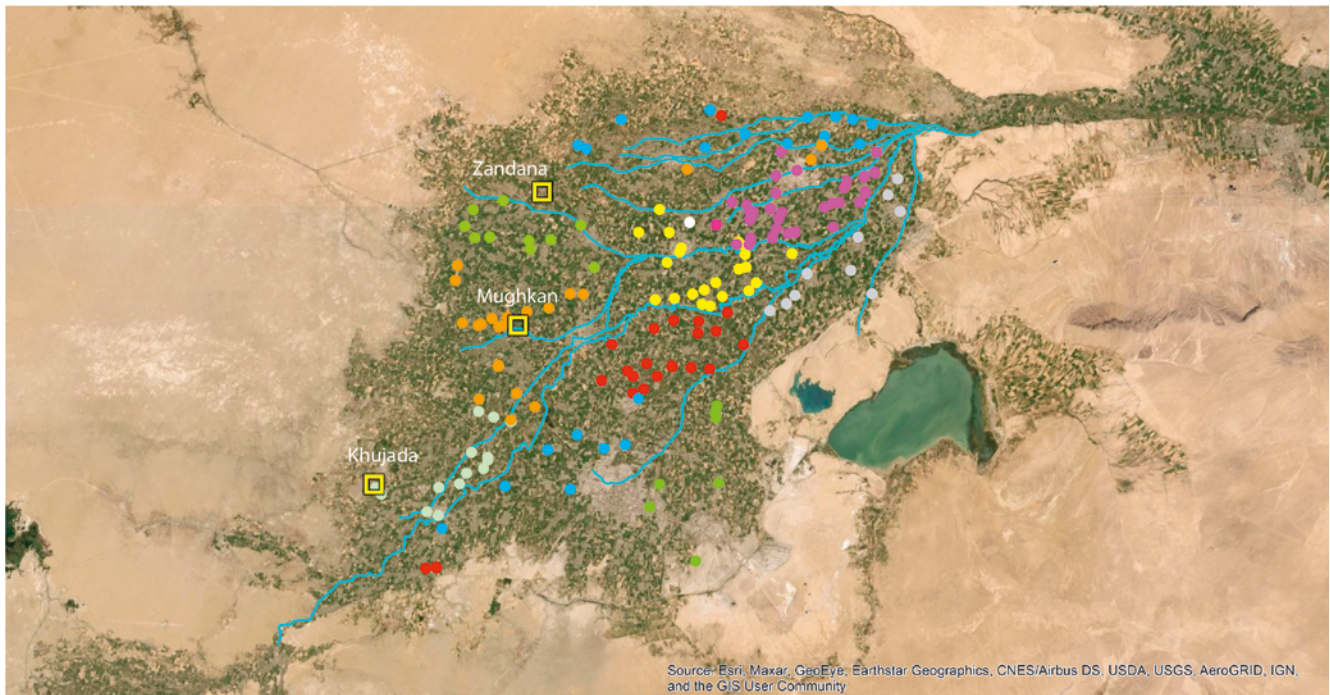 Zandana
Mughkan
Khujada
Source: Esri, Maxar, GeoEye, Earthstar Geographics, CNES/Airbus DS, USDA, USGS, AeroGRID, IGN,
and the GIS User Community